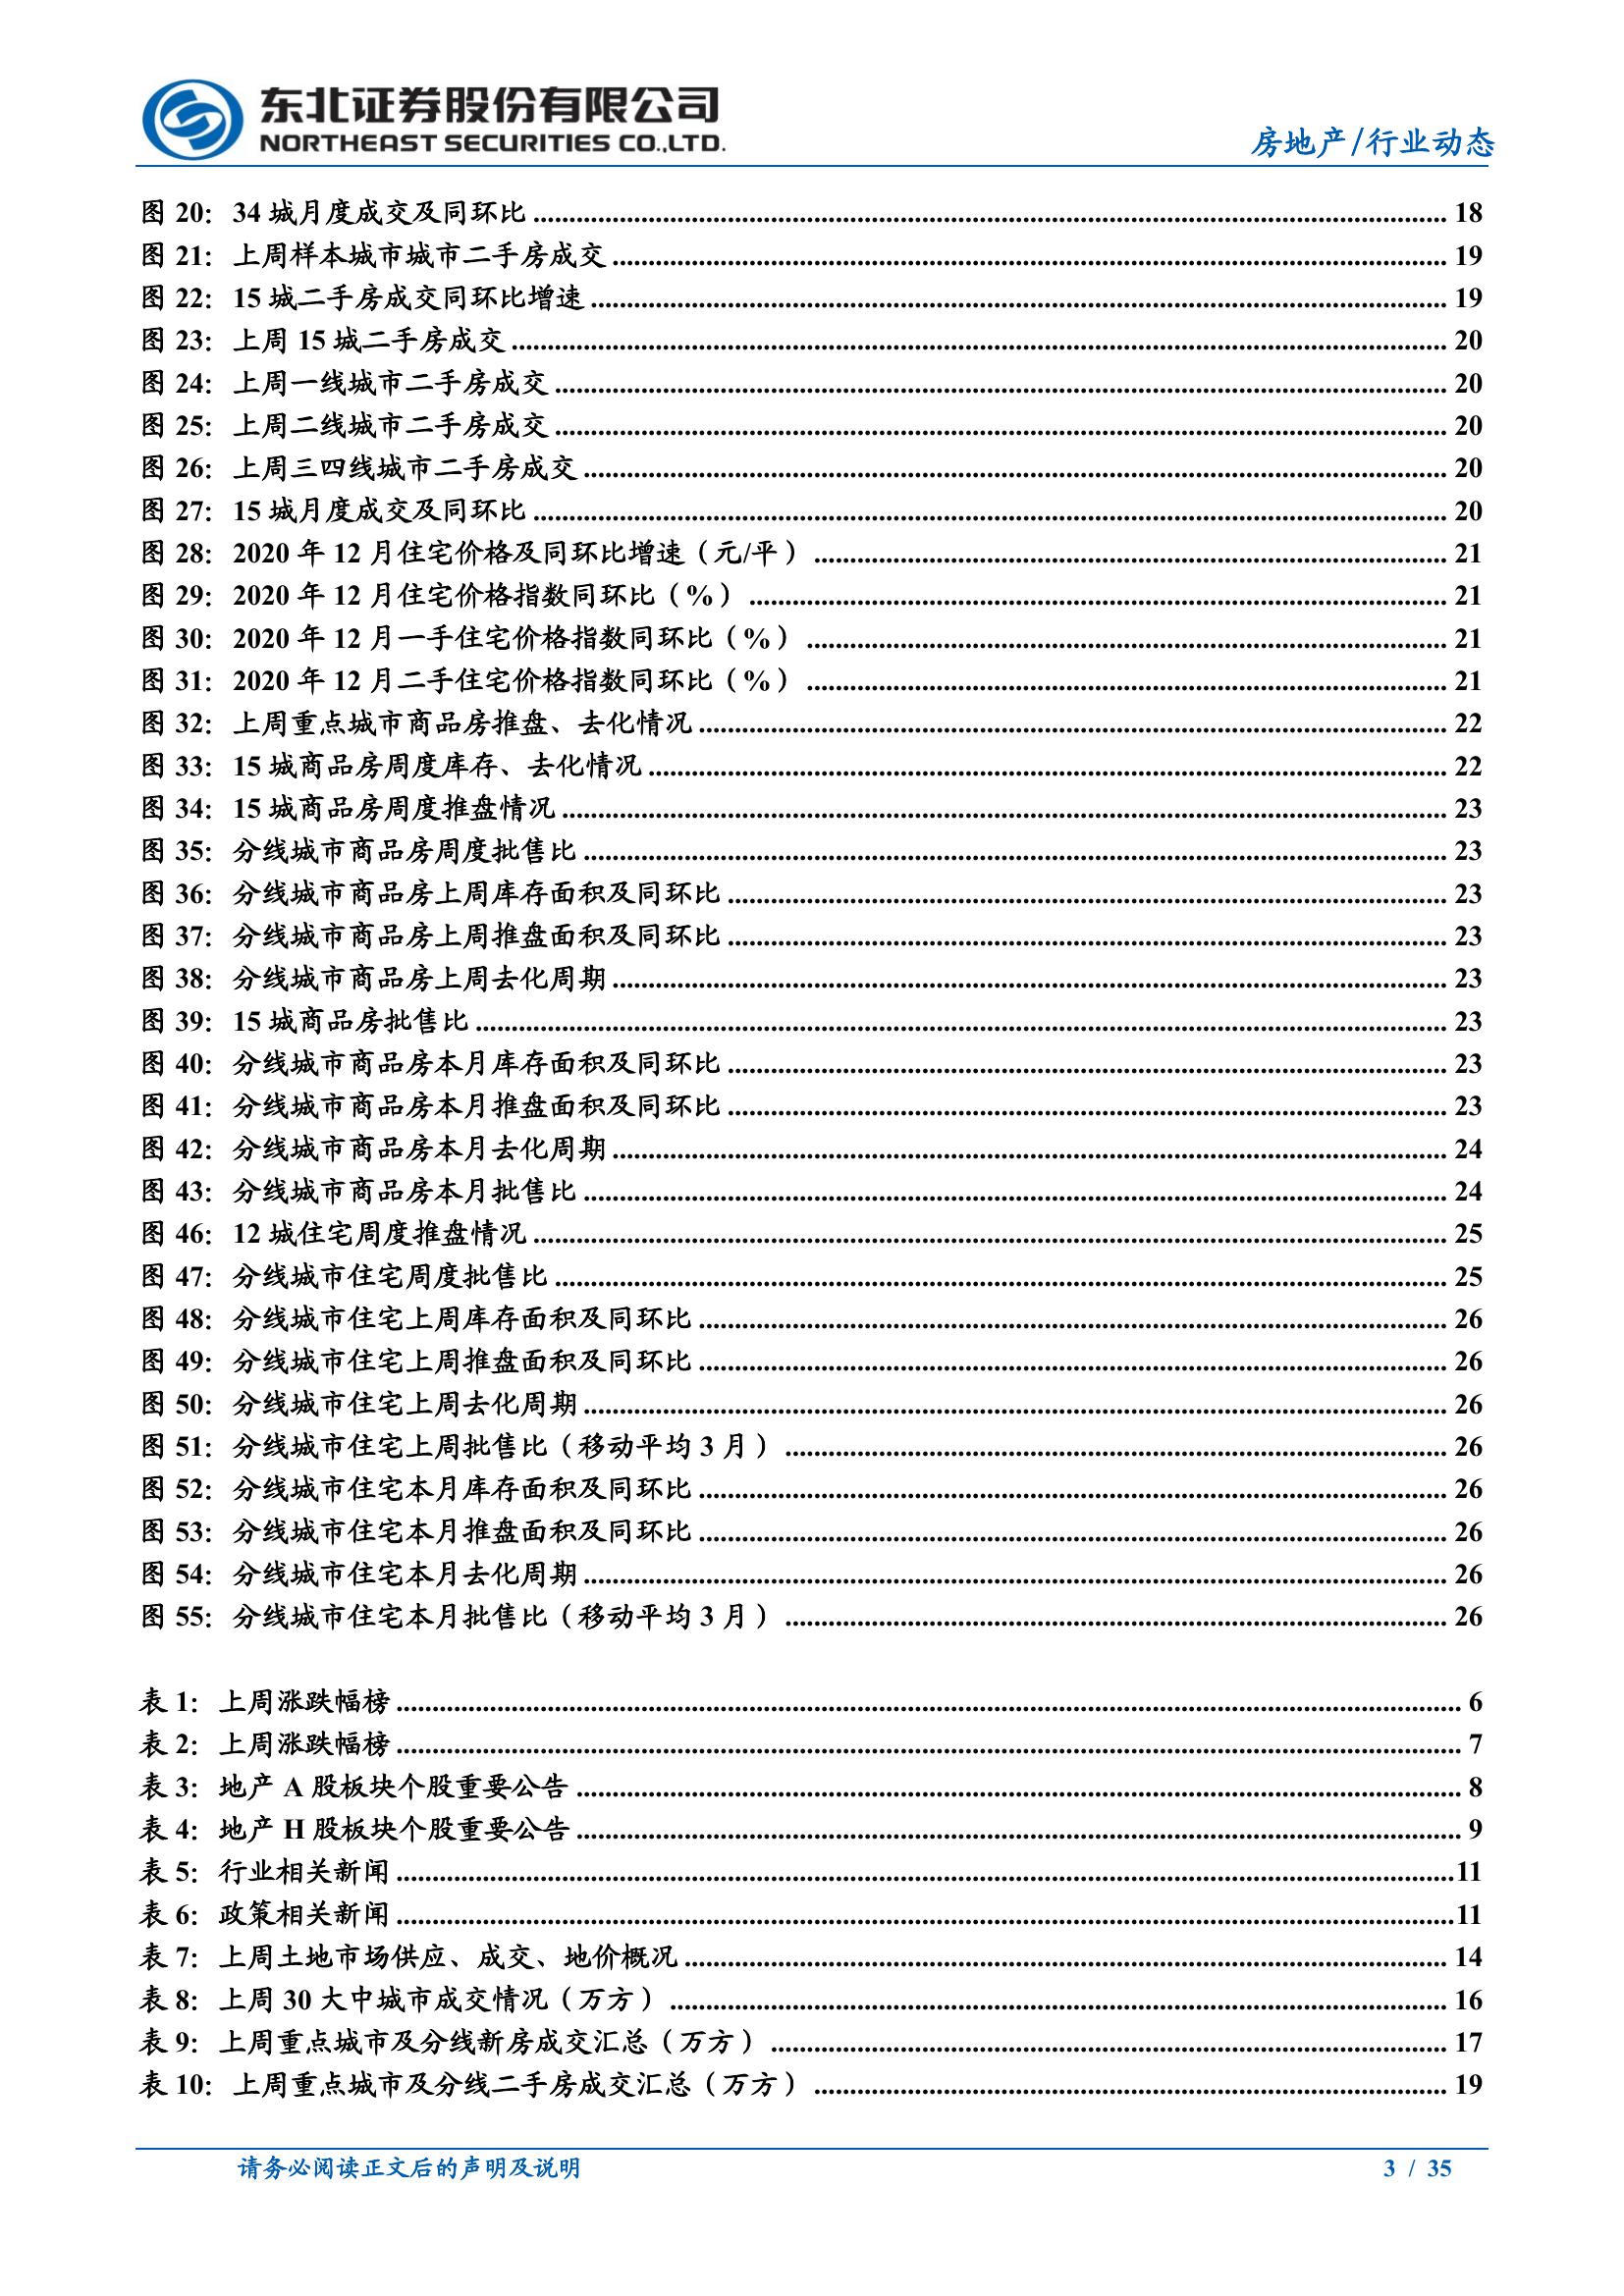 东北证券股份有限公司
NORTHEAST SECURITIES CO.,LTD.
房地产/行业动态
图 20: 34 城月度成交及同环比 ........ 18
图 21: 上周样本城市城市二手房成交 ........ 19
图 22: 15 城二手房成交同环比增速 ........ 19
图 23: 上周 15 城二手房成交 ........ 20
图 24: 上周一线城市二手房成交 ........ 20
图 25: 上周二线城市二手房成交 ........ 20
图 26: 上周三四线城市二手房成交 ........ 20
图 27: 15 城月度成交及同环比 ........ 20
图 28: 2020 年 12 月住宅价格及同环比增速（元/平） ........ 21
图 29: 2020 年 12 月住宅价格指数同环比（%） ........ 21
图 30: 2020 年 12 月一手住宅价格指数同环比（%） ........ 21
图 31: 2020 年 12 月二手住宅价格指数同环比（%） ........ 21
图 32: 上周重点城市商品房推盘、去化情况 ........ 22
图 33: 15 城商品房周度库存、去化情况 ........ 22
图 34: 15 城商品房周度推盘情况 ........ 23
图 35: 分线城市商品房周度批售比 ........ 23
图 36: 分线城市商品房上周库存面积及同环比 ........ 23
图 37: 分线城市商品房上周推盘面积及同环比 ........ 23
图 38: 分线城市商品房上周去化周期 ........ 23
图 39: 15 城商品房批售比 ........ 23
图 40: 分线城市商品房本月库存面积及同环比 ........ 23
图 41: 分线城市商品房本月推盘面积及同环比 ........ 23
图 42: 分线城市商品房本月去化周期 ........ 24
图 43: 分线城市商品房本月批售比 ........ 24
图 46: 12 城住宅周度推盘情况 ........ 25
图 47: 分线城市住宅周度批售比 ........ 25
图 48: 分线城市住宅上周库存面积及同环比 ........ 26
图 49: 分线城市住宅上周推盘面积及同环比 ........ 26
图 50: 分线城市住宅上周去化周期 ........ 26
图 51: 分线城市住宅上周批售比（移动平均 3 月） ........ 26
图 52: 分线城市住宅本月库存面积及同环比 ........ 26
图 53: 分线城市住宅本月推盘面积及同环比 ........ 26
图 54: 分线城市住宅本月去化周期 ........ 26
图 55: 分线城市住宅本月批售比（移动平均 3 月） ........ 26
表 1: 上周涨跌幅榜 ........ 6
表 2: 上周涨跌幅榜 ........ 7
表 3: 地产 A 股板块个股重要公告 ........ 8
表 4: 地产 H 股板块个股重要公告 ........ 9
表 5: 行业相关新闻 ........ 11
表 6: 政策相关新闻 ........ 11
表 7: 上周土地市场供应、成交、地价概况 ........ 14
表 8: 上周 30 大中城市成交情况（万方） ........ 16
表 9: 上周重点城市及分线新房成交汇总（万方） ........ 17
表 10: 上周重点城市及分线二手房成交汇总（万方） ........ 19
请务必阅读正文后的声明及说明
3 / 35